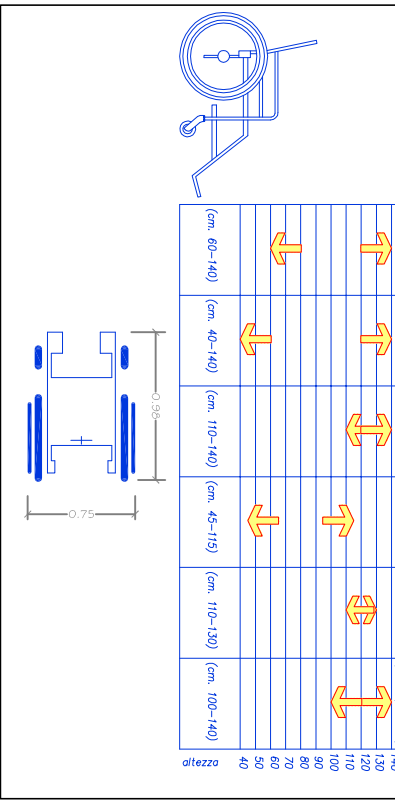 (cm. 60-140)
(cm. 40-140)
(cm. 110-140)
(cm. 45-115)
(cm. 110-130)
(cm. 100-140)
altezza
40
50
60
70
80
90
100
110
120
130
140
0.98
0.75